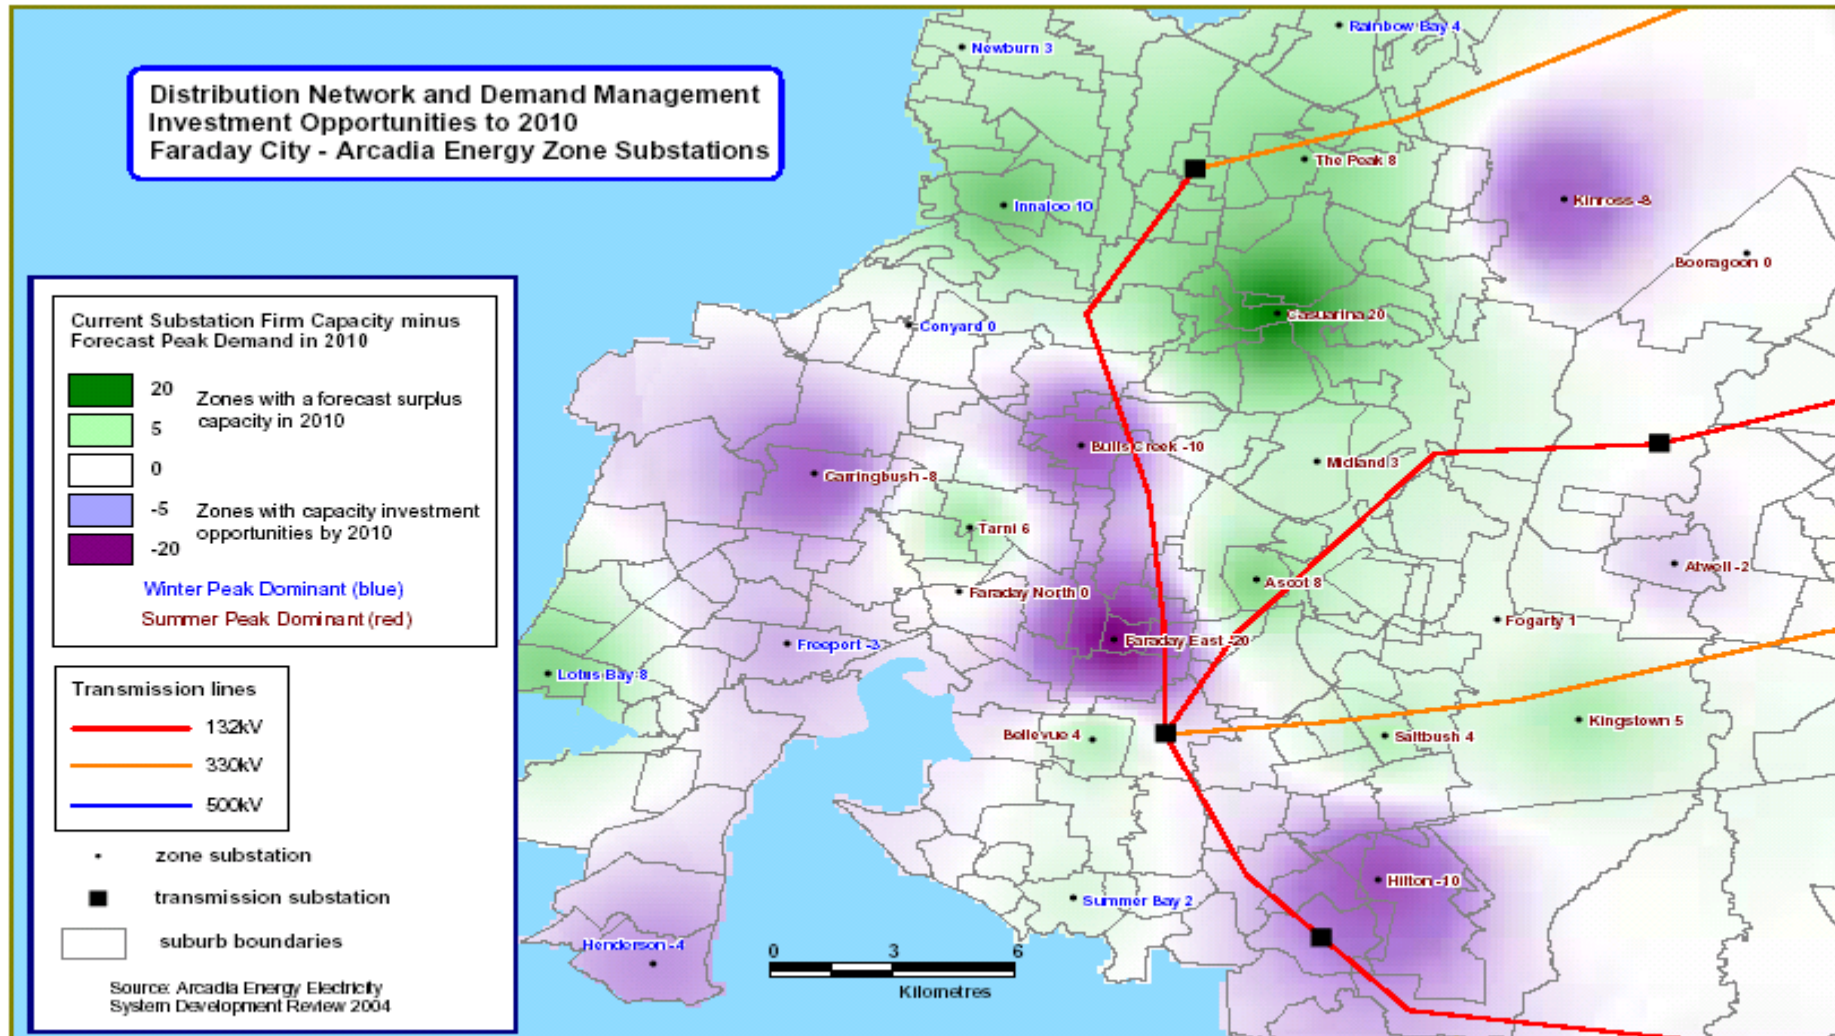 Distribution Network and Demand Management
Investment Opportunities to 2010
Faraday City - Arcadia Energy Zone Substations
Current Substation Firm Capacity minus
Forecast Peak Demand in 2010
20
Zones with a forecast surplus
capacity in 2010
5
0
-5
Zones with capacity investment
opportunities by 2010
-20
Winter Peak Dominant (blue)
Summer Peak Dominant (red)
Transmission lines
132kV
330kV
500kV
zone substation
transmission substation
suburb boundaries
Source: Arcadia Energy Electricity
System Development Review 2004
Rainbow Bay 4
Newburn 3
The Peak 8
Kinross -8
Innaloo 10
Booragoon 0
Casuarina 20
Conyard 0
Bulls Creek -10
Midland 3
Carringbush -8
Tarni 6
Atwell -2
Ascot 8
Faraday North 0
Fogarty 1
Faraday East -20
Freeport -3
Lotus Bay 8
Kingstown 5
Bellevue 4
Saltbush 4
Hilton -10
Summer Bay 2
Henderson -4
0 3 6
Kilometres